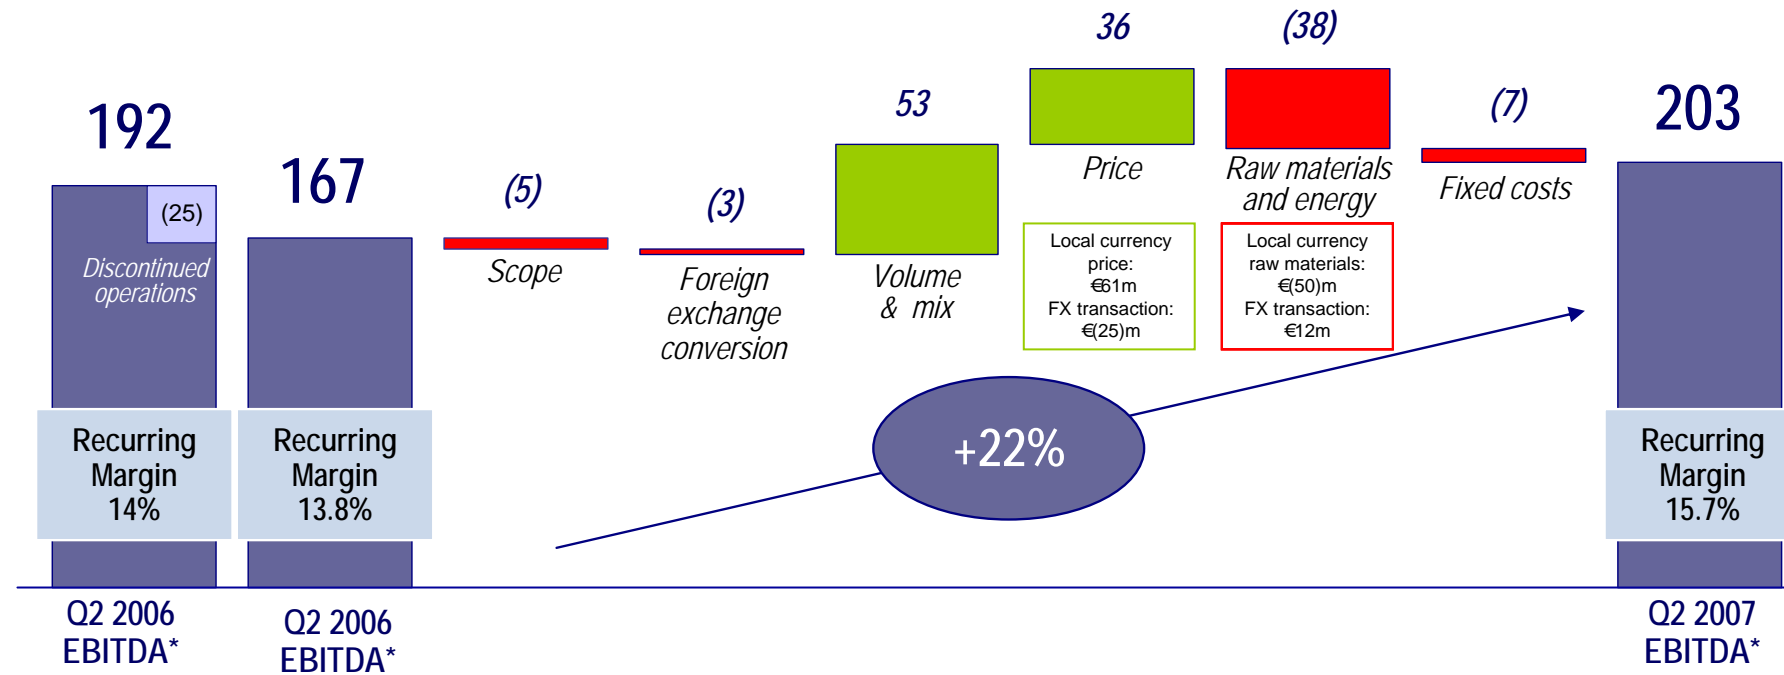 192
(25)
Discontinued
operations
Recurring
Margin
14%
Q2 2006
EBITDA*
167
Recurring
Margin
13.8%
Q2 2006
EBITDA*
(5)
Scope
(3)
Foreign
exchange
conversion
53
Volume
& mix
36
Price
Local currency
price:
€61m
FX transaction:
€(25)m
(38)
Raw materials
and energy
Local currency
raw materials:
€(50)m
FX transaction:
€12m
(7)
Fixed costs
+22%
203
Recurring
Margin
15.7%
Q2 2007
EBITDA*